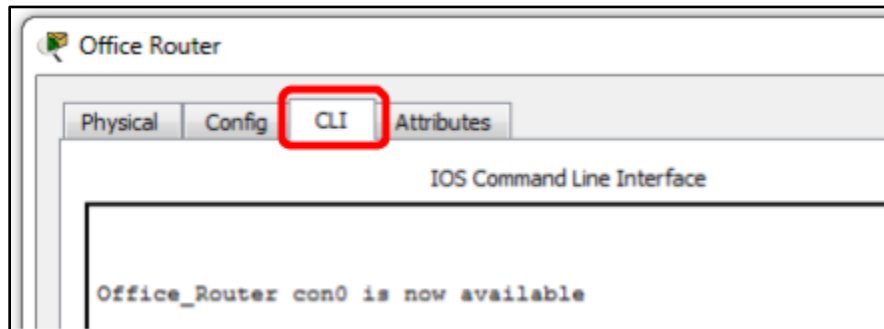 Office Router
Physical Config CLI Attributes
IOS Command Line Interface
Office_Router con0 is now available